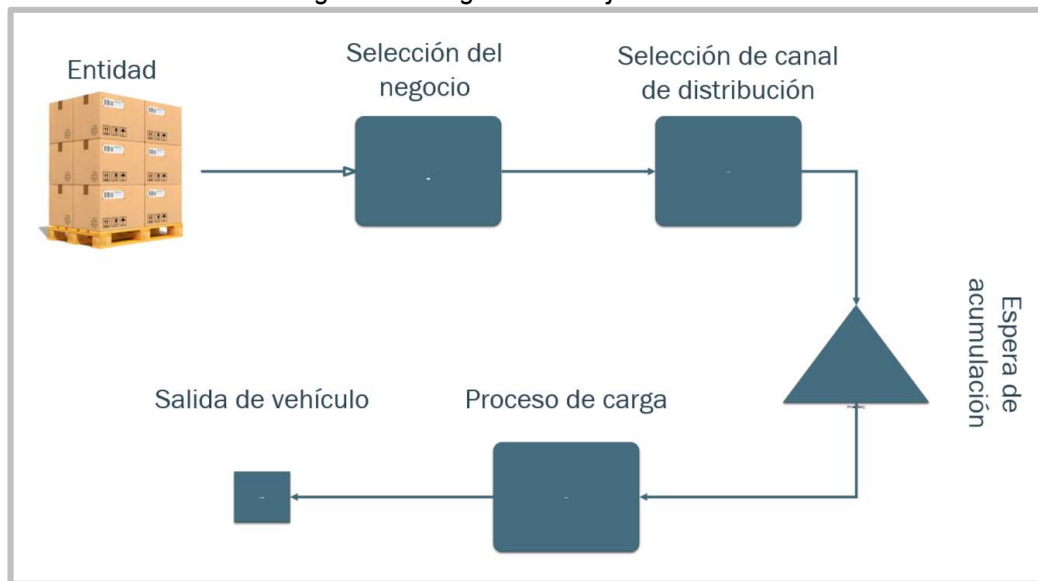 Entidad
Selección del
negocio
Selección de canal
de distribución
Espera de
acumulación
Salida de vehículo
Proceso de carga